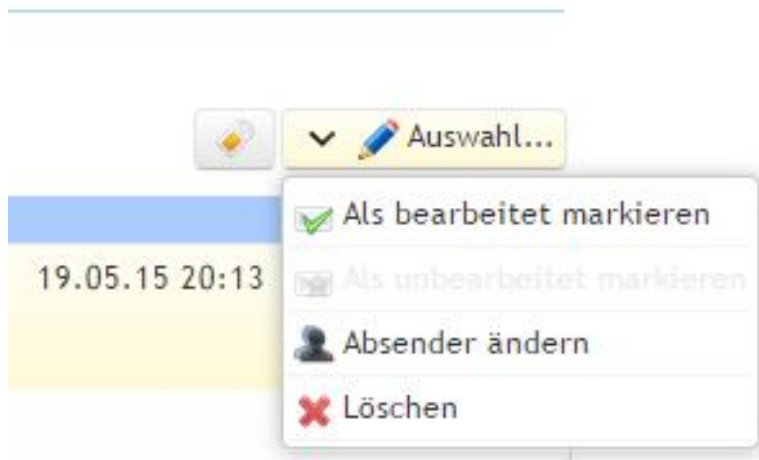 Auswahl...
Als bearbeitet markieren
19.05.15 20:13
Als unbearbeitet markieren
Absender ändern
Löschen